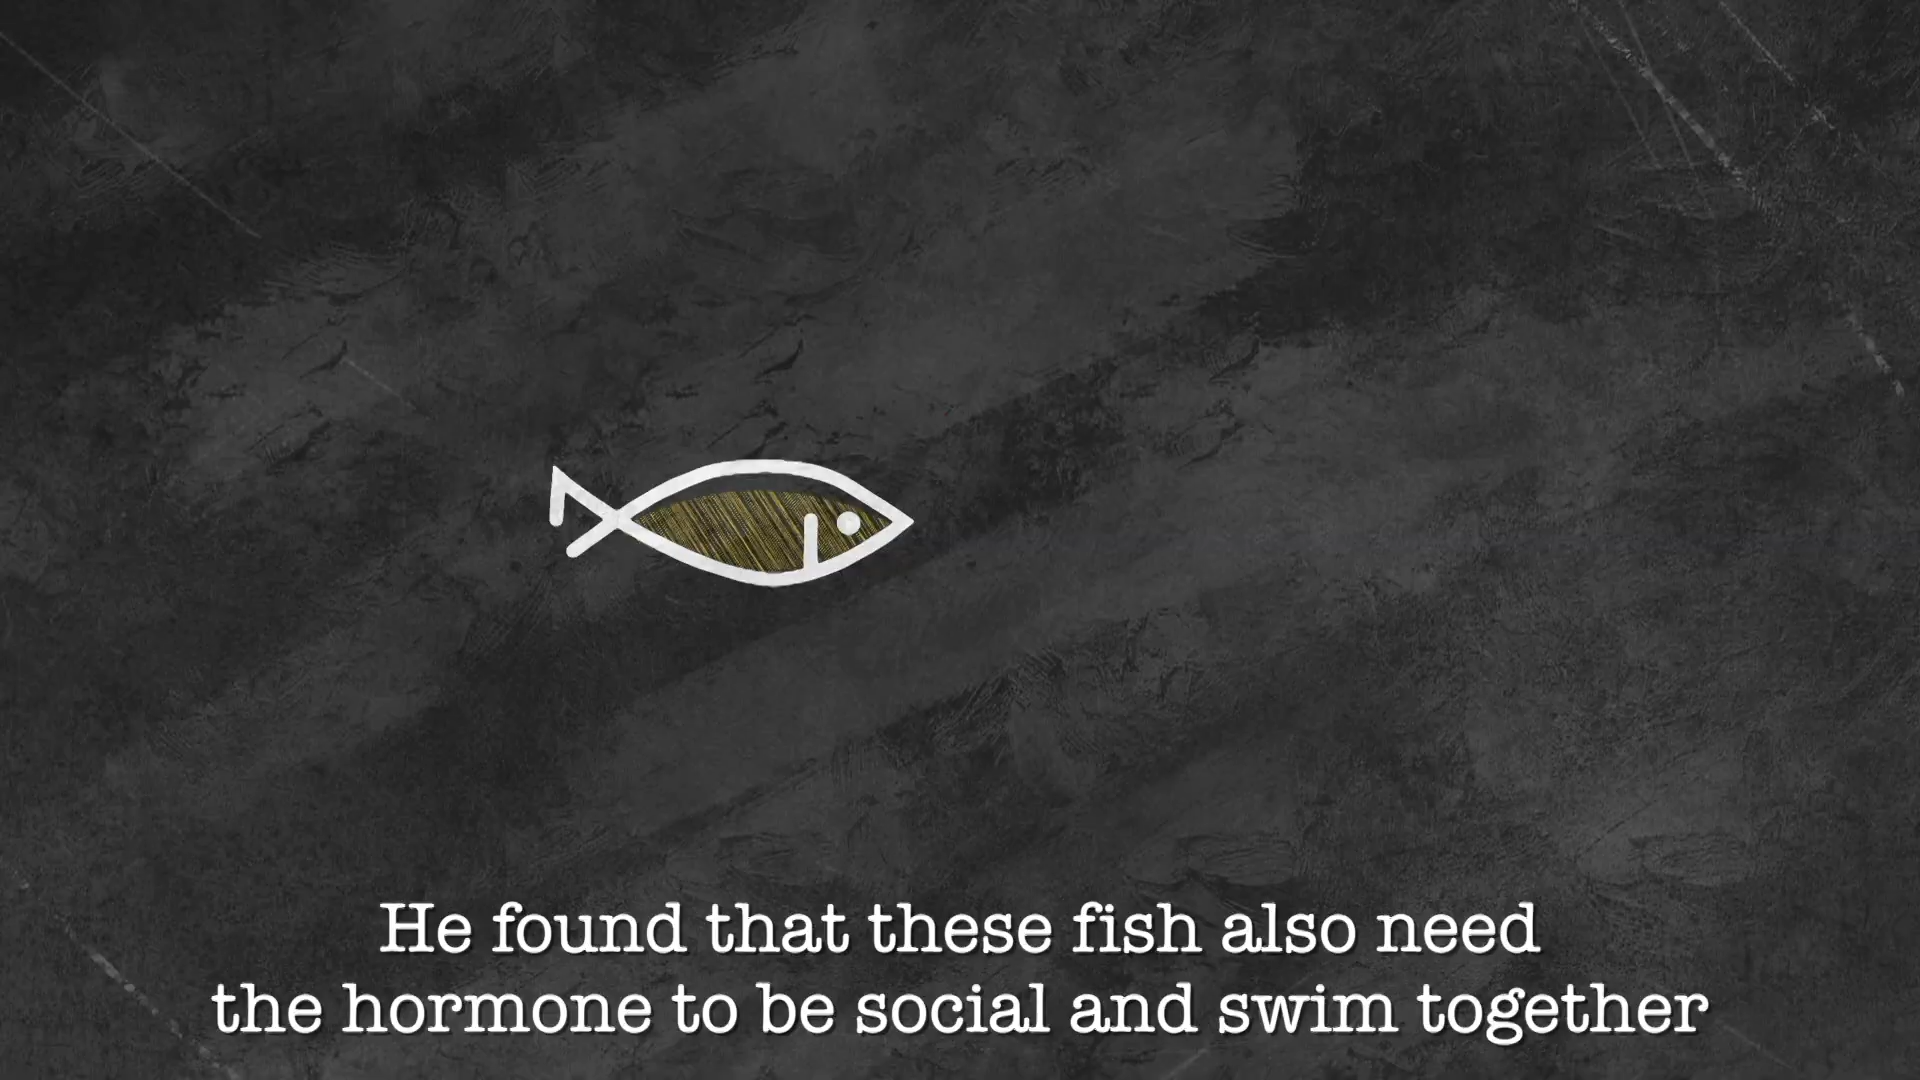 He found that these fish also need
the hormone to be social and swim together